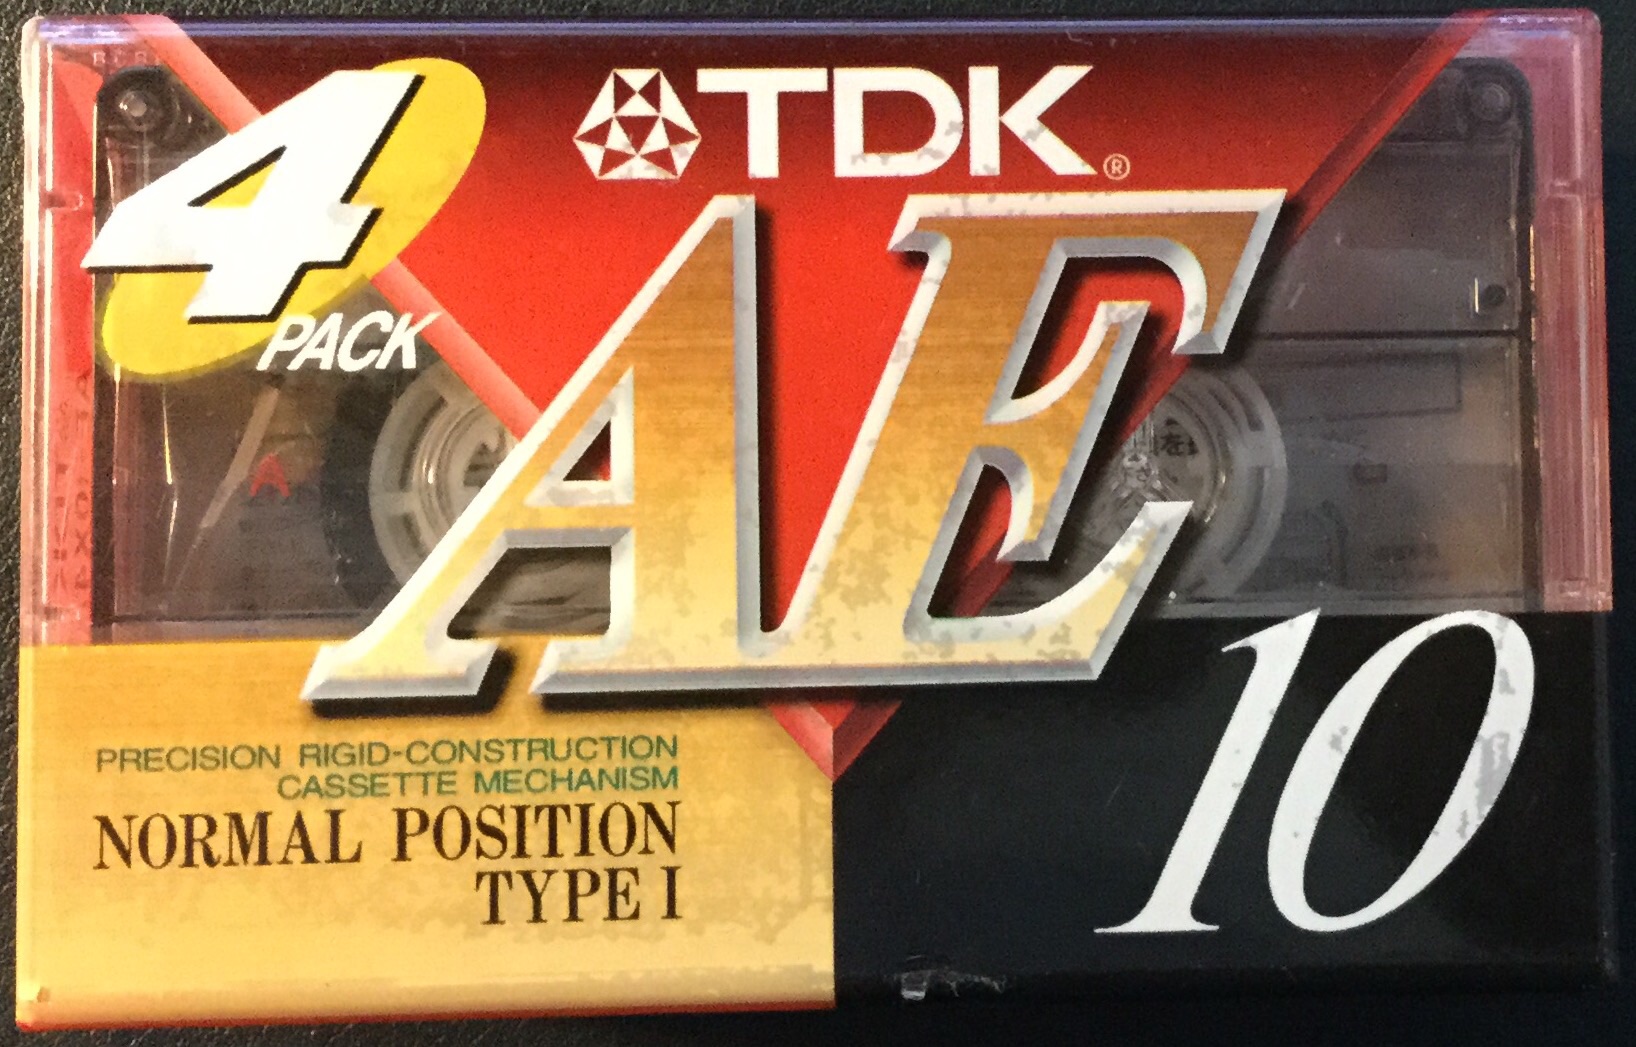 4
PACK
TDK®
AE
10
A
PRECISION RIGID-CONSTRUCTION
CASSETTE MECHANISM
NORMAL POSITION
TYPE I